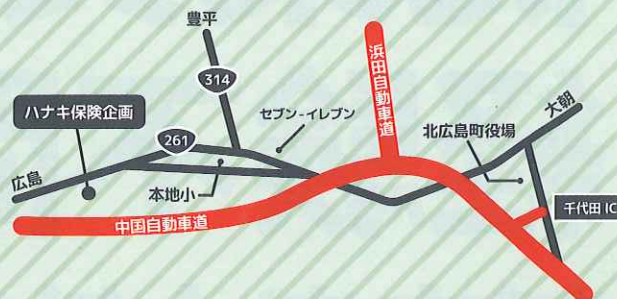 豊平
314
浜田自動車道
ハナキ保険企画
261
セブン-イレブン
大朝
北広島町役場
広島
本地小
千代田 IC
中国自動車道